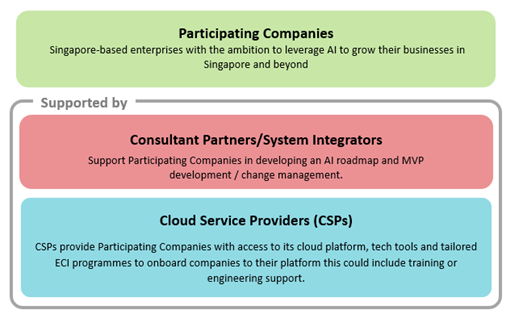 Participating Companies
Singapore-based enterprises with the ambition to leverage AI to grow their businesses in
Singapore and beyond
Supported by
Consultant Partners/System Integrators
Support Participating Companies in developing an AI roadmap and MVP
development / change management.
Cloud Service Providers (CSPs)
CSPs provide Participating Companies with access to its cloud platform, tech tools and tailored
ECI programmes to onboard companies to their platform this could include training or
engineering support.